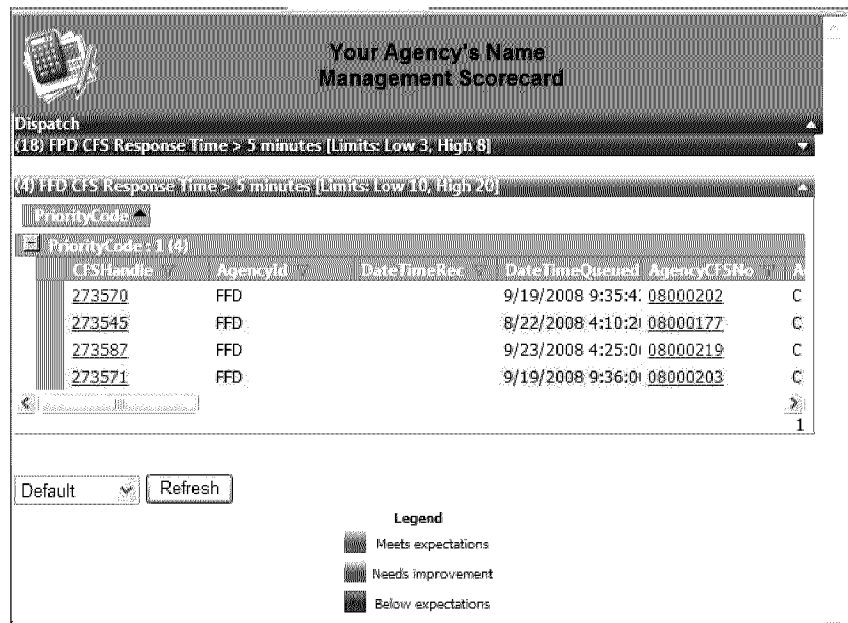 Your Agency's Name
Management Scorecard
Dispatch
(18) FPD CFS Response Time > 5 minutes [Limits: Low 3, High 8]
(4) FFD CFS Response Time > 5 minutes [Limits: Low 10, High 20]
PriorityCode
PriorityCode : 1 (4)
CFSHandle AgencyId DateTimeRec DateTimeQueued AgencyCFSNo A
273570 FFD 9/19/2008 9:35:4 08000202 C
273545 FFD 8/22/2008 4:10:2 08000177 C
273587 FFD 9/23/2008 4:25:0 08000219 C
273571 FFD 9/19/2008 9:36:0 08000203 C
1
Default Refresh
Legend
Meets expectations
Needs improvement
Below expectations